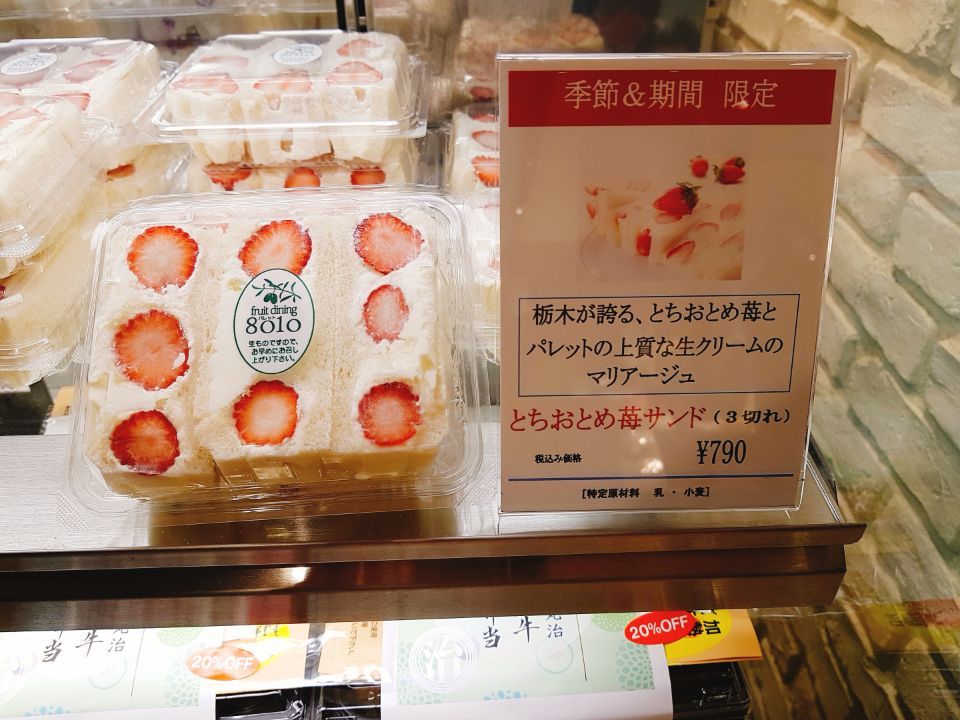 季節＆期間 限定
栃木が誇る、とちおとめ苺と
パレットの上質な生クリームの
マリアージュ
とちおとめ苺サンド（３切れ）
税込み価格 ¥790
[特定原材料 乳・小麦]
fruit dining
8010
生ものですので、
お早めにお召し
上がり下さい。
20%OFF
20%OFF
治
牛
当